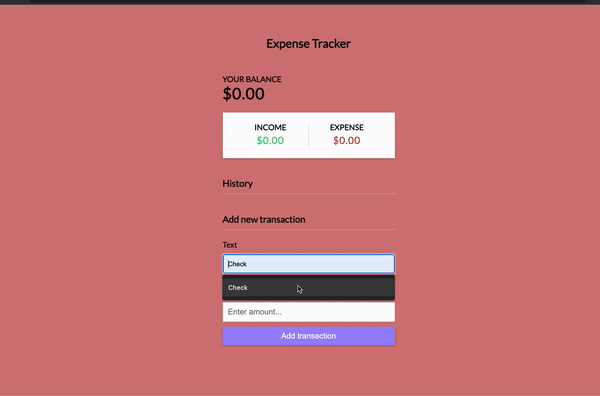 Expense Tracker
YOUR BALANCE
$0.00
INCOME EXPENSE
$0.00 $0.00
History
Add new transaction
Text
Check
Check
Enter amount...
Add transaction